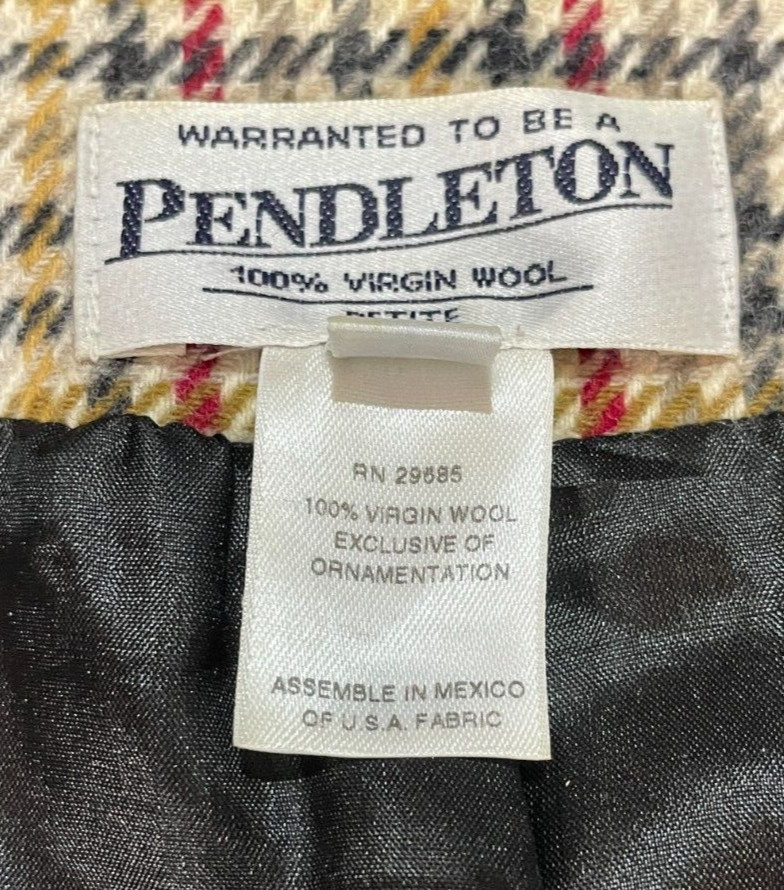 WARRANTED TO BE A
PENDLETON
100% VIRGIN WOOL
PETITE
RN 29685
100% VIRGIN WOOL
EXCLUSIVE OF
ORNAMENTATION
ASSEMBLE IN MEXICO
OF U.S.A. FABRIC